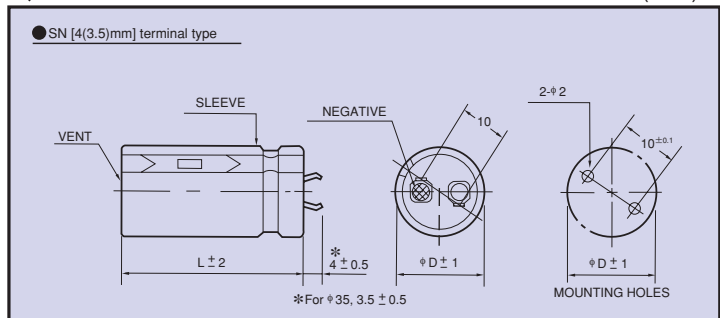 ●SN [4(3.5)mm] terminal type
SLEEVE
VENT
NEGATIVE
10
2-φ2
10±0.1
L ± 2
＊
4 ± 0.5
φD ± 1
φD ± 1
＊For φ35, 3.5 ± 0.5
MOUNTING HOLES